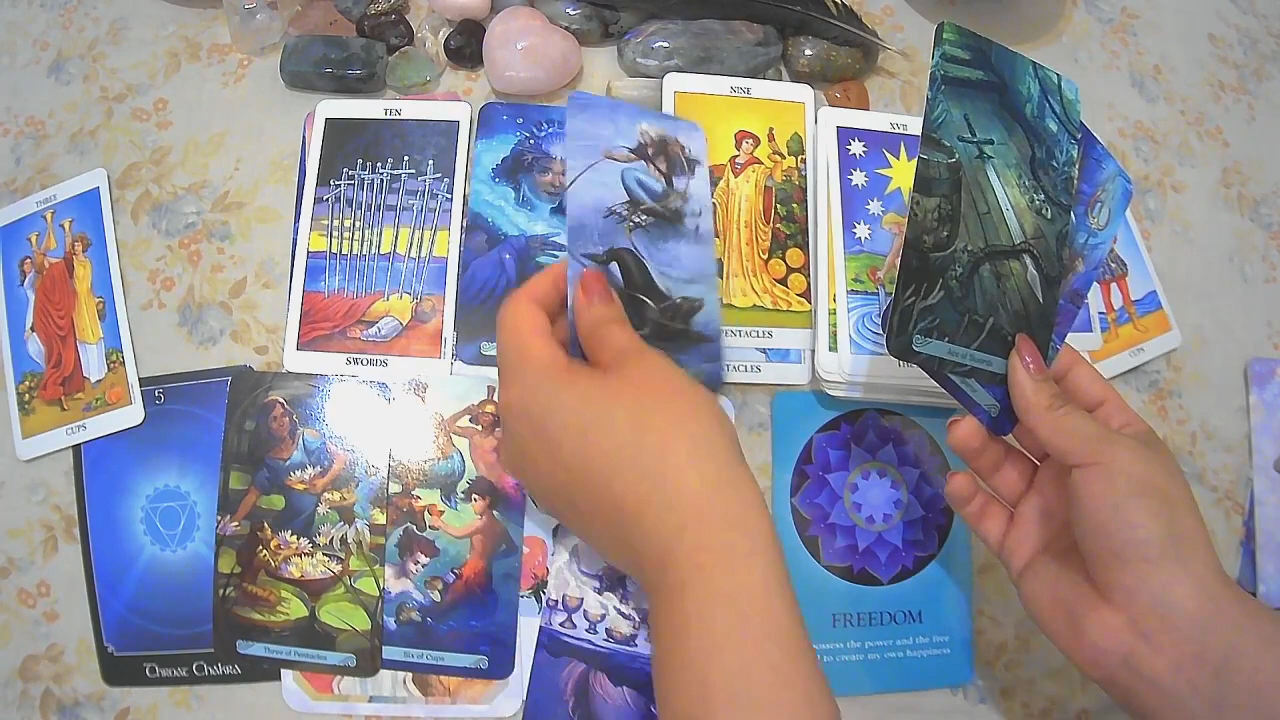 THREE
CUPS
TEN
SWORDS
NINE
PENTACLES
TACLES
XVII
THE
Ace of Swords
CUPS
5
Throat Chakra
Three of Pentacles
Six of Cups
FREEDOM
possess the power and the free
to create my own happiness